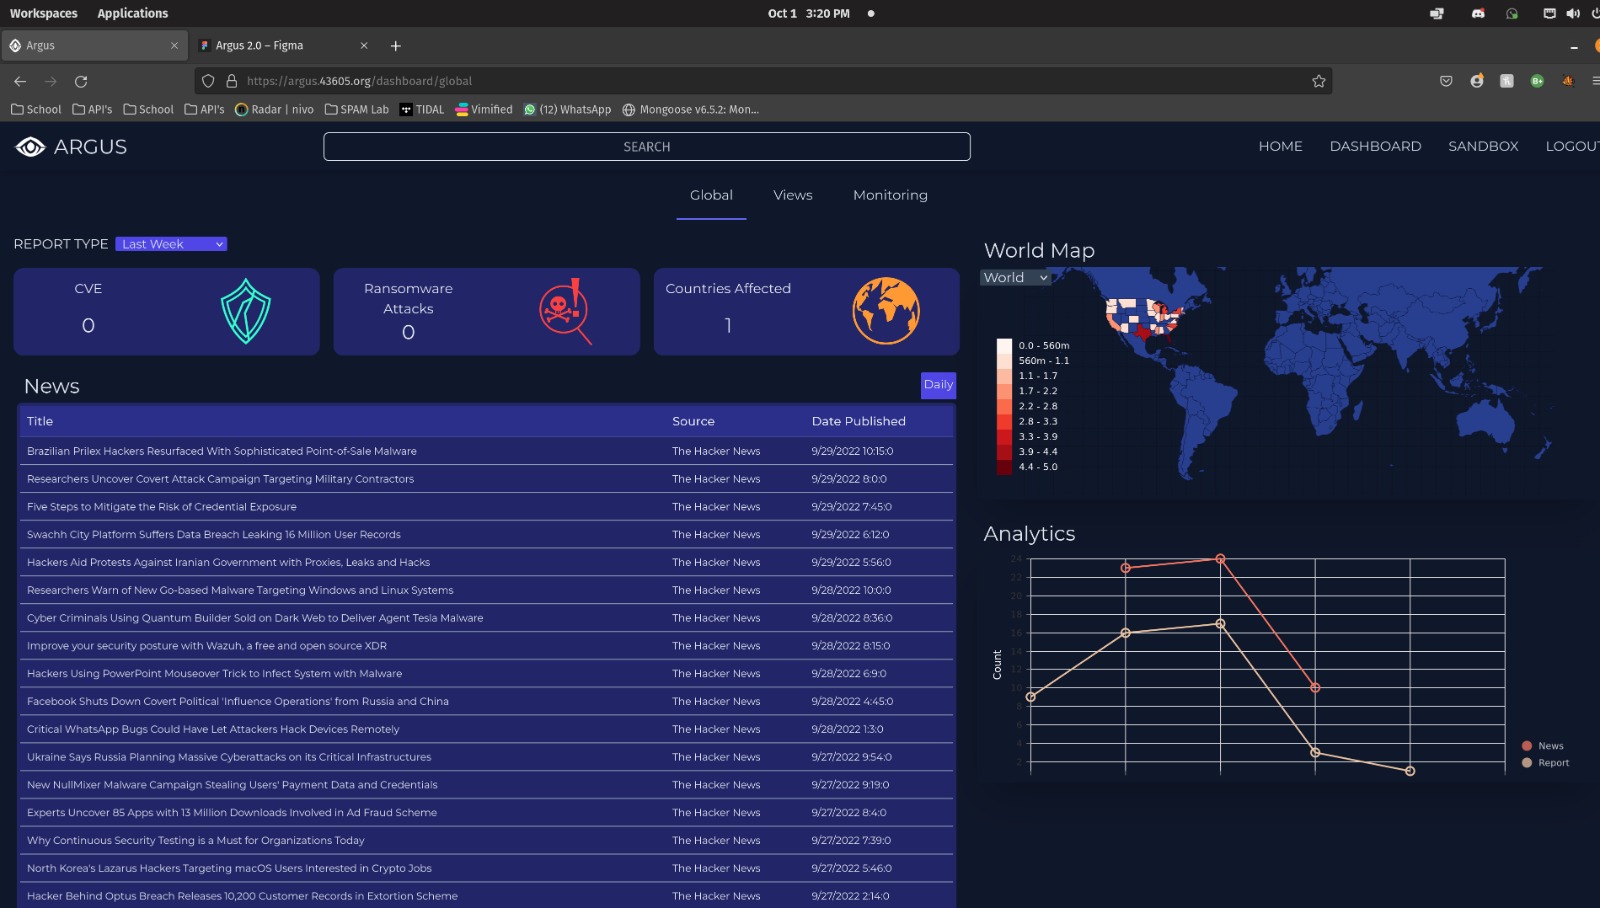 Workspaces Applications Oct 1 3:20 PM
Argus Argus 2.0 – Figma
https://argus.43605.org/dashboard/global
School API's School API's Radar | nivo SPAM Lab TIDAL Vimified (12) WhatsApp Mongoose v6.5.2: Mon...
ARGUS SEARCH HOME DASHBOARD SANDBOX LOGOUT
Global Views Monitoring
REPORT TYPE Last Week
CVE
0
Ransomware
Attacks
0
Countries Affected
1
News Daily
Title Source Date Published
Brazilian Prilex Hackers Resurfaced With Sophisticated Point-of-Sale Malware The Hacker News 9/29/2022 10:15:0
Researchers Uncover Covert Attack Campaign Targeting Military Contractors The Hacker News 9/29/2022 8:0:0
Five Steps to Mitigate the Risk of Credential Exposure The Hacker News 9/29/2022 7:45:0
Swachh City Platform Suffers Data Breach Leaking 16 Million User Records The Hacker News 9/29/2022 6:12:0
Hackers Aid Protests Against Iranian Government with Proxies, Leaks and Hacks The Hacker News 9/29/2022 5:56:0
Researchers Warn of New Go-based Malware Targeting Windows and Linux Systems The Hacker News 9/28/2022 10:0:0
Cyber Criminals Using Quantum Builder Sold on Dark Web to Deliver Agent Tesla Malware The Hacker News 9/28/2022 8:36:0
Improve your security posture with Wazuh, a free and open source XDR The Hacker News 9/28/2022 8:15:0
Hackers Using PowerPoint Mouseover Trick to Infect System with Malware The Hacker News 9/28/2022 6:9:0
Facebook Shuts Down Covert Political 'Influence Operations' from Russia and China The Hacker News 9/28/2022 4:45:0
Critical WhatsApp Bugs Could Have Let Attackers Hack Devices Remotely The Hacker News 9/28/2022 1:3:0
Ukraine Says Russia Planning Massive Cyberattacks on its Critical Infrastructures The Hacker News 9/27/2022 9:54:0
New NullMixer Malware Campaign Stealing Users' Payment Data and Credentials The Hacker News 9/27/2022 9:19:0
Experts Uncover 85 Apps with 13 Million Downloads Involved in Ad Fraud Scheme The Hacker News 9/27/2022 8:4:0
Why Continuous Security Testing is a Must for Organizations Today The Hacker News 9/27/2022 7:39:0
North Korea's Lazarus Hackers Targeting macOS Users Interested in Crypto Jobs The Hacker News 9/27/2022 5:46:0
Hacker Behind Optus Breach Releases 10,200 Customer Records in Extortion Scheme The Hacker News 9/27/2022 2:14:0
World Map
World
0.0 - 560m
560m - 1.1
1.1 - 1.7
1.7 - 2.2
2.2 - 2.8
2.8 - 3.3
3.3 - 3.9
3.9 - 4.4
4.4 - 5.0
Analytics
24
22
20
18
16
14
12
10
8
6
4
2
Count
News
Report